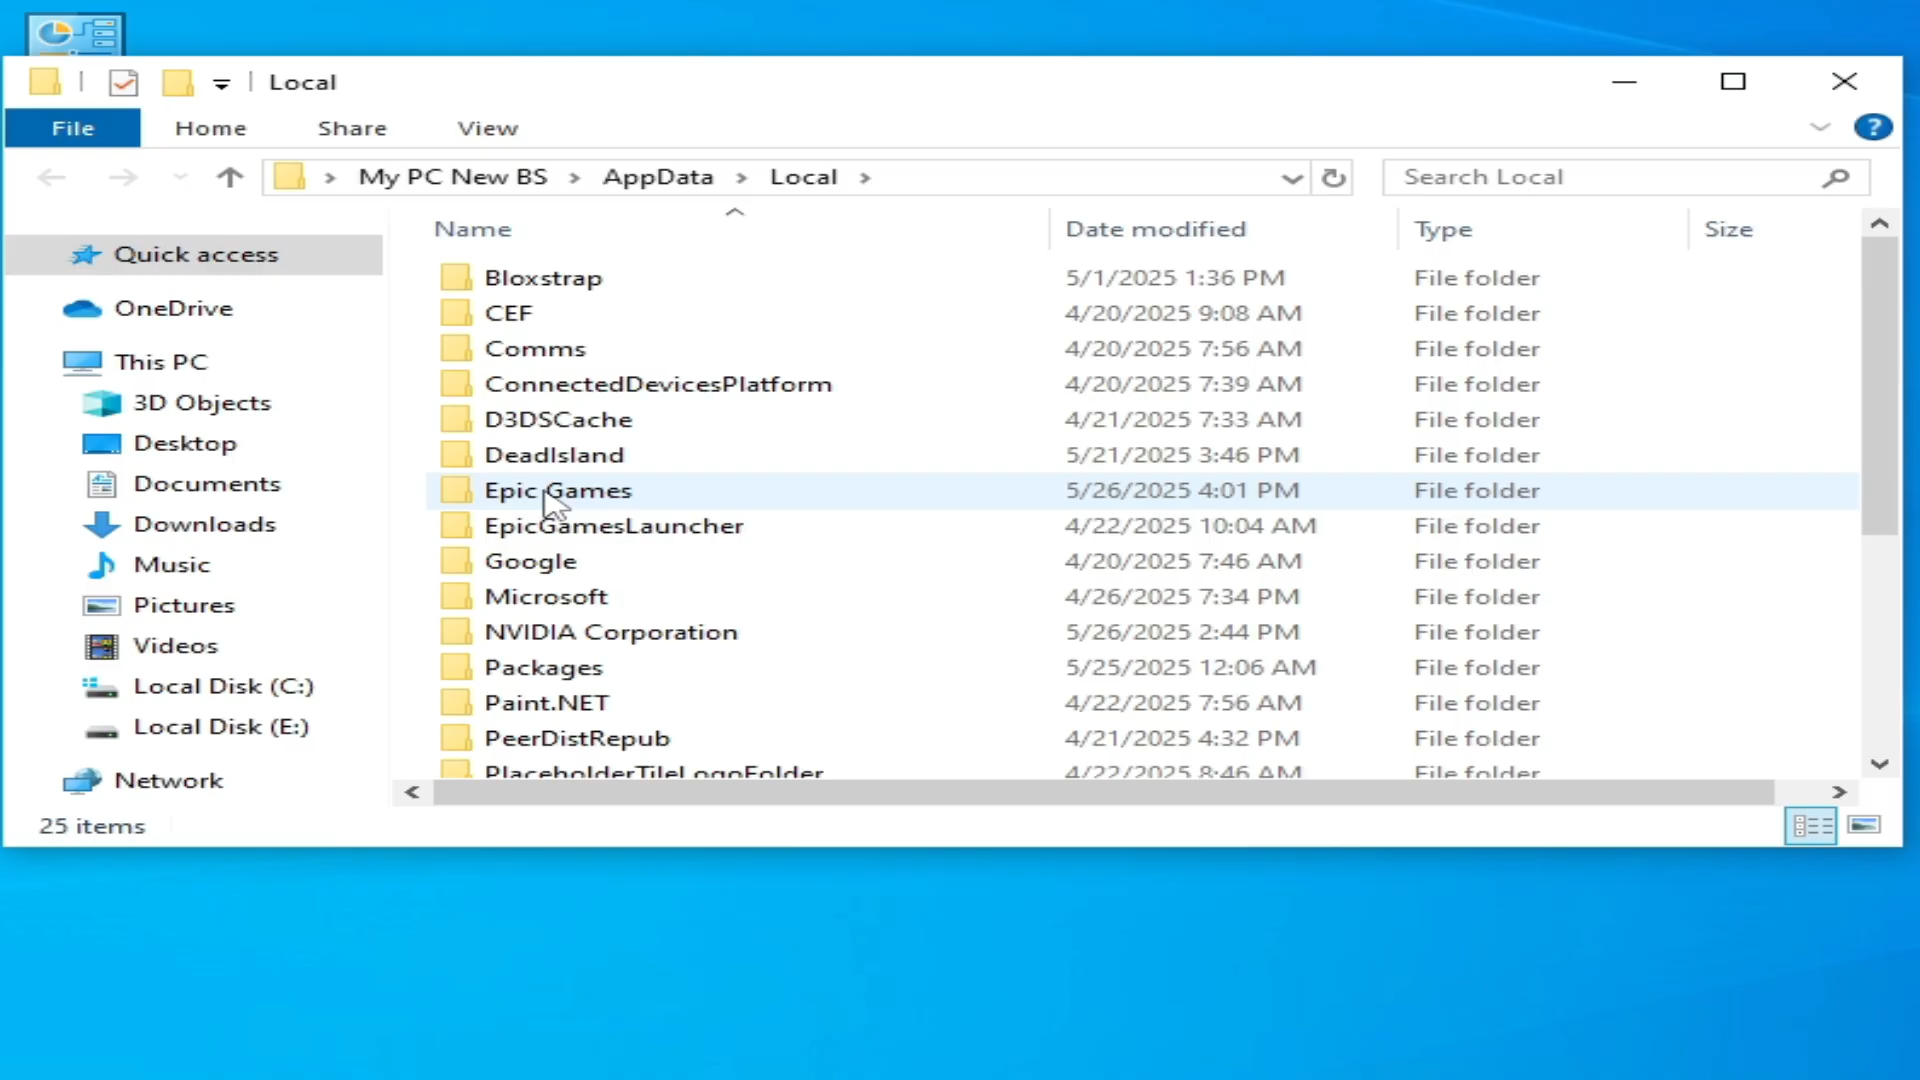 Local
File Home Share View ?
My PC New BS > AppData > Local >
Search Local
Name Date modified Type Size
Quick access
OneDrive
This PC
3D Objects
Desktop
Documents
Downloads
Music
Pictures
Videos
Local Disk (C:)
Local Disk (E:)
Network
Bloxstrap 5/1/2025 1:36 PM File folder
CEF 4/20/2025 9:08 AM File folder
Comms 4/20/2025 7:56 AM File folder
ConnectedDevicesPlatform 4/20/2025 7:39 AM File folder
D3DSCache 4/21/2025 7:33 AM File folder
DeadIsland 5/21/2025 3:46 PM File folder
Epic Games 5/26/2025 4:01 PM File folder
EpicGamesLauncher 4/22/2025 10:04 AM File folder
Google 4/20/2025 7:46 AM File folder
Microsoft 4/26/2025 7:34 PM File folder
NVIDIA Corporation 5/26/2025 2:44 PM File folder
Packages 5/25/2025 12:06 AM File folder
Paint.NET 4/22/2025 7:56 AM File folder
PeerDistRepub 4/21/2025 4:32 PM File folder
PlaceholderTileLogoFolder 4/22/2025 8:46 AM File folder
25 items